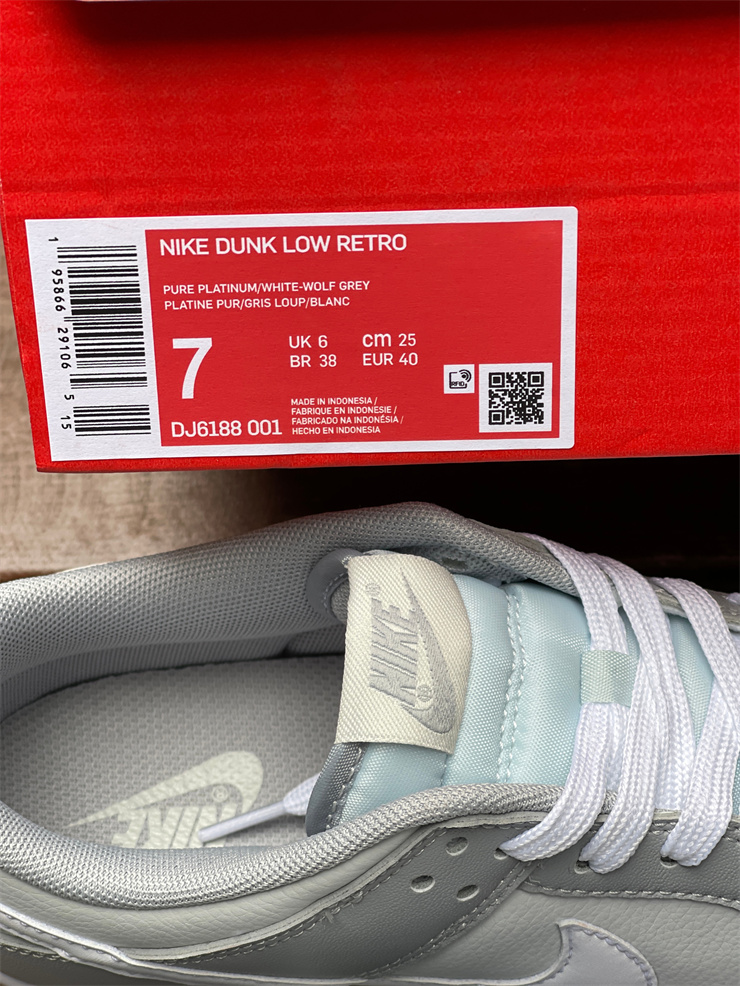 NIKE DUNK LOW RETRO
PURE PLATINUM/WHITE-WOLF GREY
PLATINE PUR/GRIS LOUP/BLANC
7
UK 6 cm 25
BR 38 EUR 40
DJ6188 001
MADE IN INDONESIA /
FABRIQUE EN INDONESIE /
FABRICADO NA INDONÉSIA /
HECHO EN INDONESIA
RFID
1 95866 29106 5 15
NIKE®
NIKE